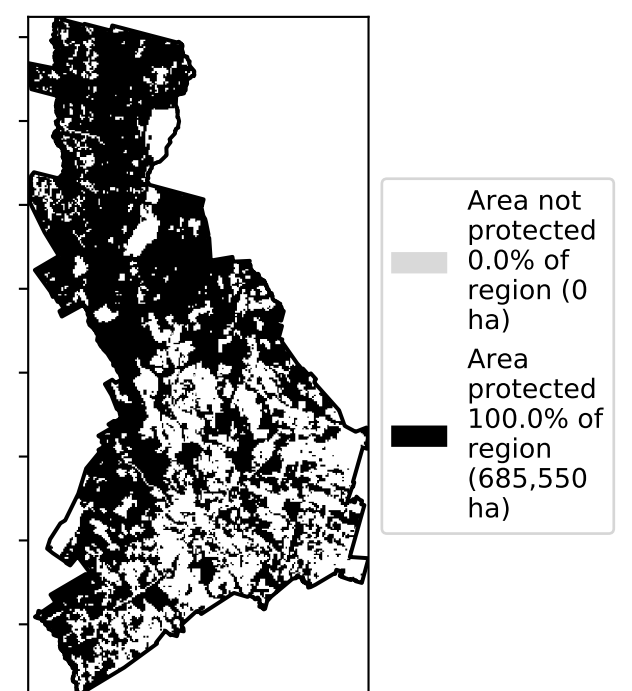 Area not
protected
0.0% of
region (0
ha)
Area
protected
100.0% of
region
(685,550
ha)